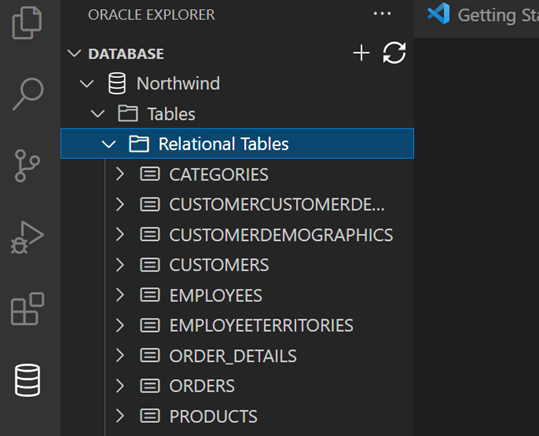 ORACLE EXPLORER
Getting Sta
DATABASE
Northwind
Tables
Relational Tables
CATEGORIES
CUSTOMERCUSTOMERDE...
CUSTOMERDEMOGRAPHICS
CUSTOMERS
EMPLOYEES
EMPLOYEETERRITORIES
ORDER_DETAILS
ORDERS
PRODUCTS